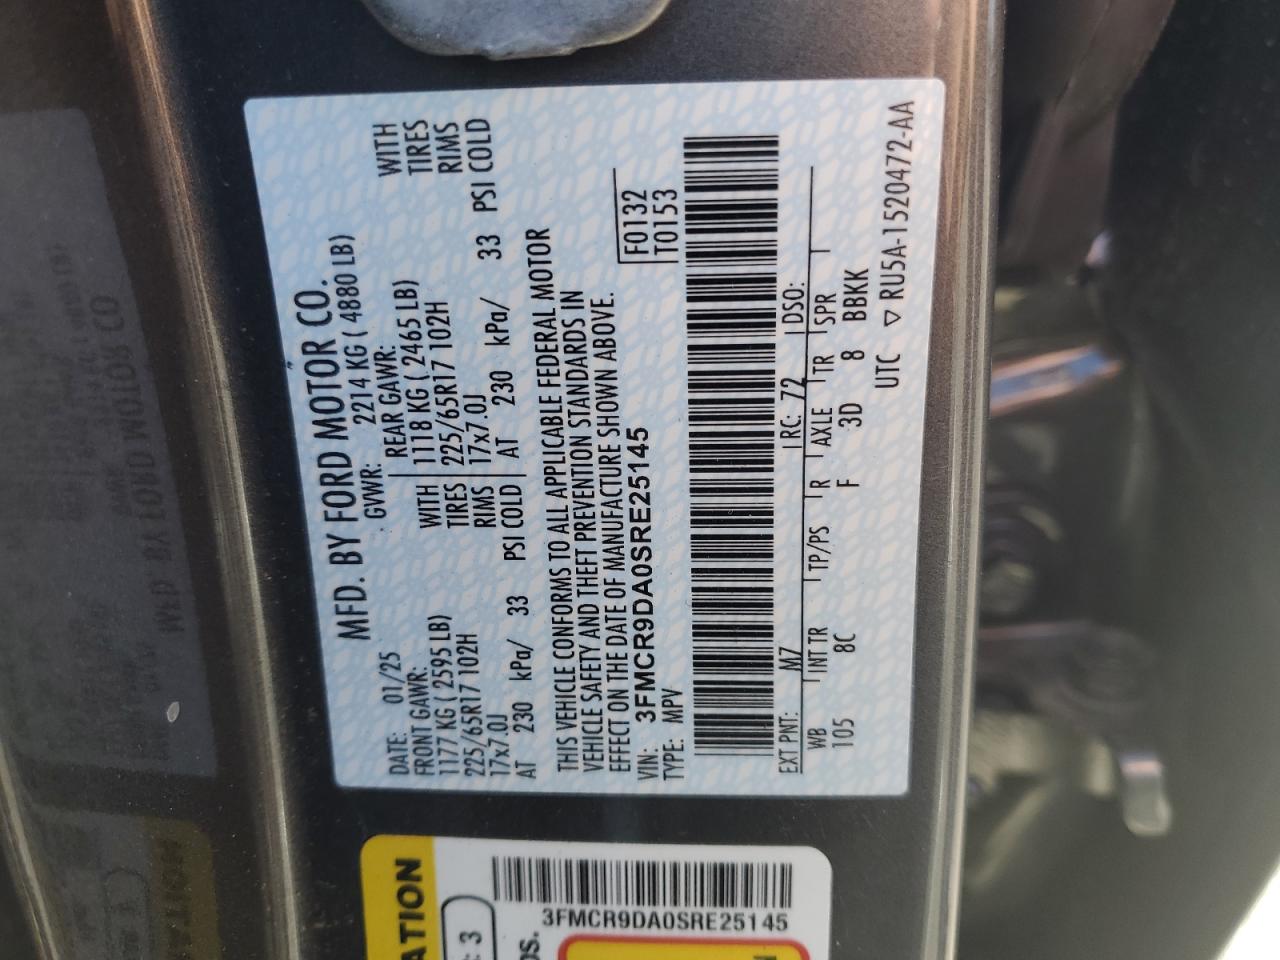 MFD. BY FORD MOTOR CO.
DATE: 01/25 GVWR: 2214 KG ( 4880 LB)
FRONT GAWR: REAR GAWR:
1177 KG ( 2595 LB) WITH 1118 KG ( 2465 LB) WITH
225/65R17 102H TIRES 225/65R17 102H TIRES
17x7.0J RIMS 17x7.0J RIMS
AT 230 kPa/ 33 PSI COLD AT 230 kPa/ 33 PSI COLD
THIS VEHICLE CONFORMS TO ALL APPLICABLE FEDERAL MOTOR
VEHICLE SAFETY AND THEFT PREVENTION STANDARDS IN
EFFECT ON THE DATE OF MANUFACTURE SHOWN ABOVE.
VIN: 3FMCR9DA0SRE25145 F0132
TYPE: MPV T0153
EXT PNT: M7 RC: 72 DSO:
WB INT TR TP/PS R AXLE TR SPR
105 8C F 3D 8 BBKK
UTC ▽ RU5A-1520472-AA
ATION
: 3
os.
3FMCR9DA0SRE25145